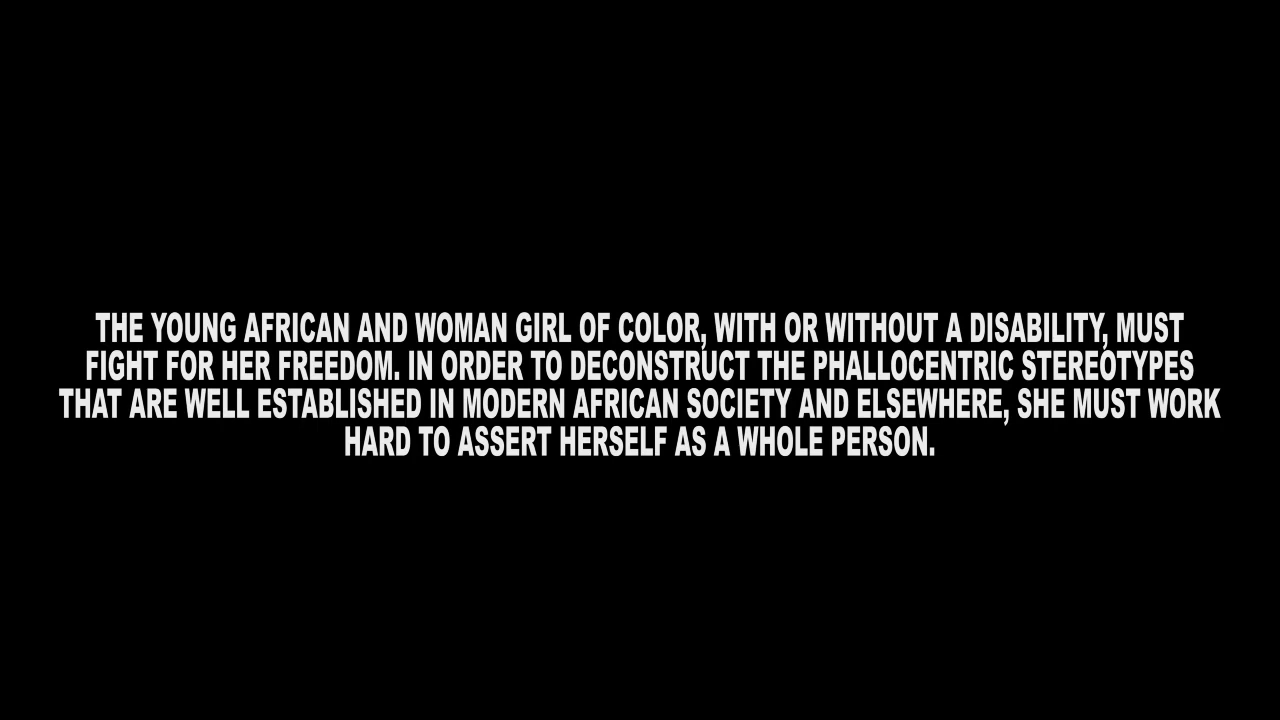 THE YOUNG AFRICAN AND WOMAN GIRL OF COLOR, WITH OR WITHOUT A DISABILITY, MUST
FIGHT FOR HER FREEDOM. IN ORDER TO DECONSTRUCT THE PHALLOCENTRIC STEREOTYPES
THAT ARE WELL ESTABLISHED IN MODERN AFRICAN SOCIETY AND ELSEWHERE, SHE MUST WORK
HARD TO ASSERT HERSELF AS A WHOLE PERSON.